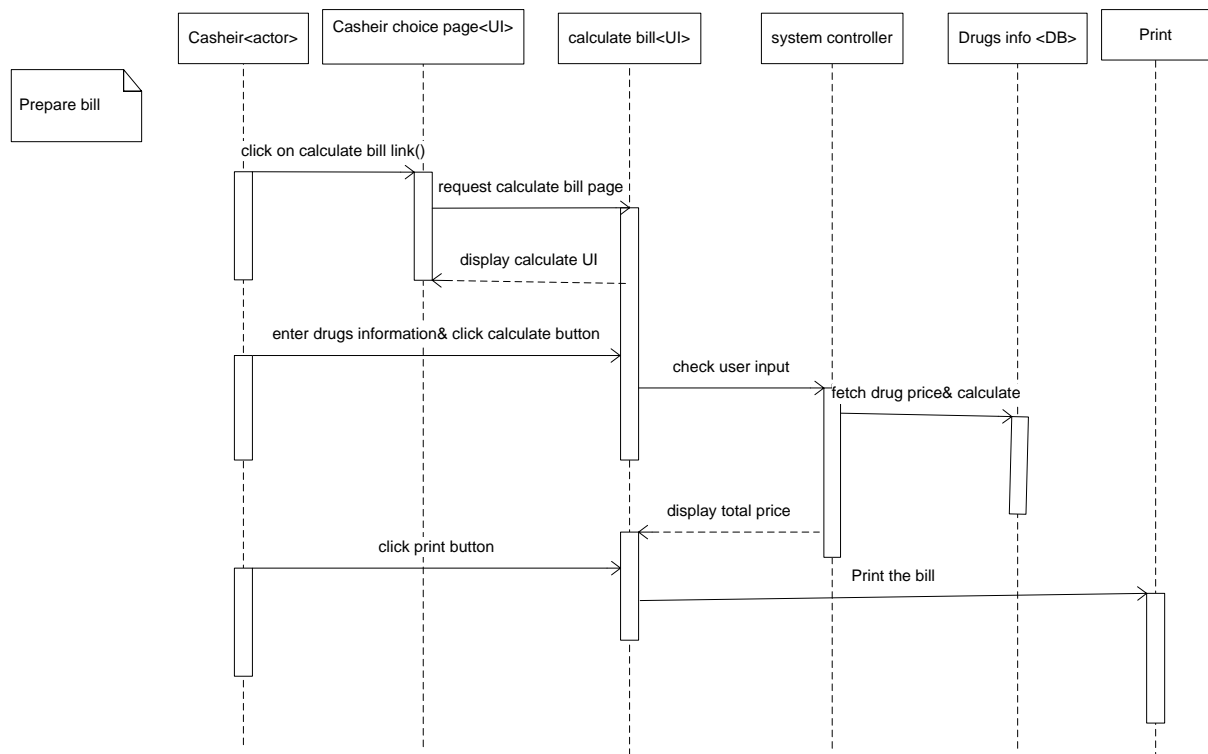 Casheir<actor>
Casheir choice page<UI>
calculate bill<UI>
system controller
Drugs info <DB>
Print
Prepare bill
click on calculate bill link()
request calculate bill page
display calculate UI
enter drugs information& click calculate button
check user input
fetch drug price& calculate
display total price
click print button
Print the bill